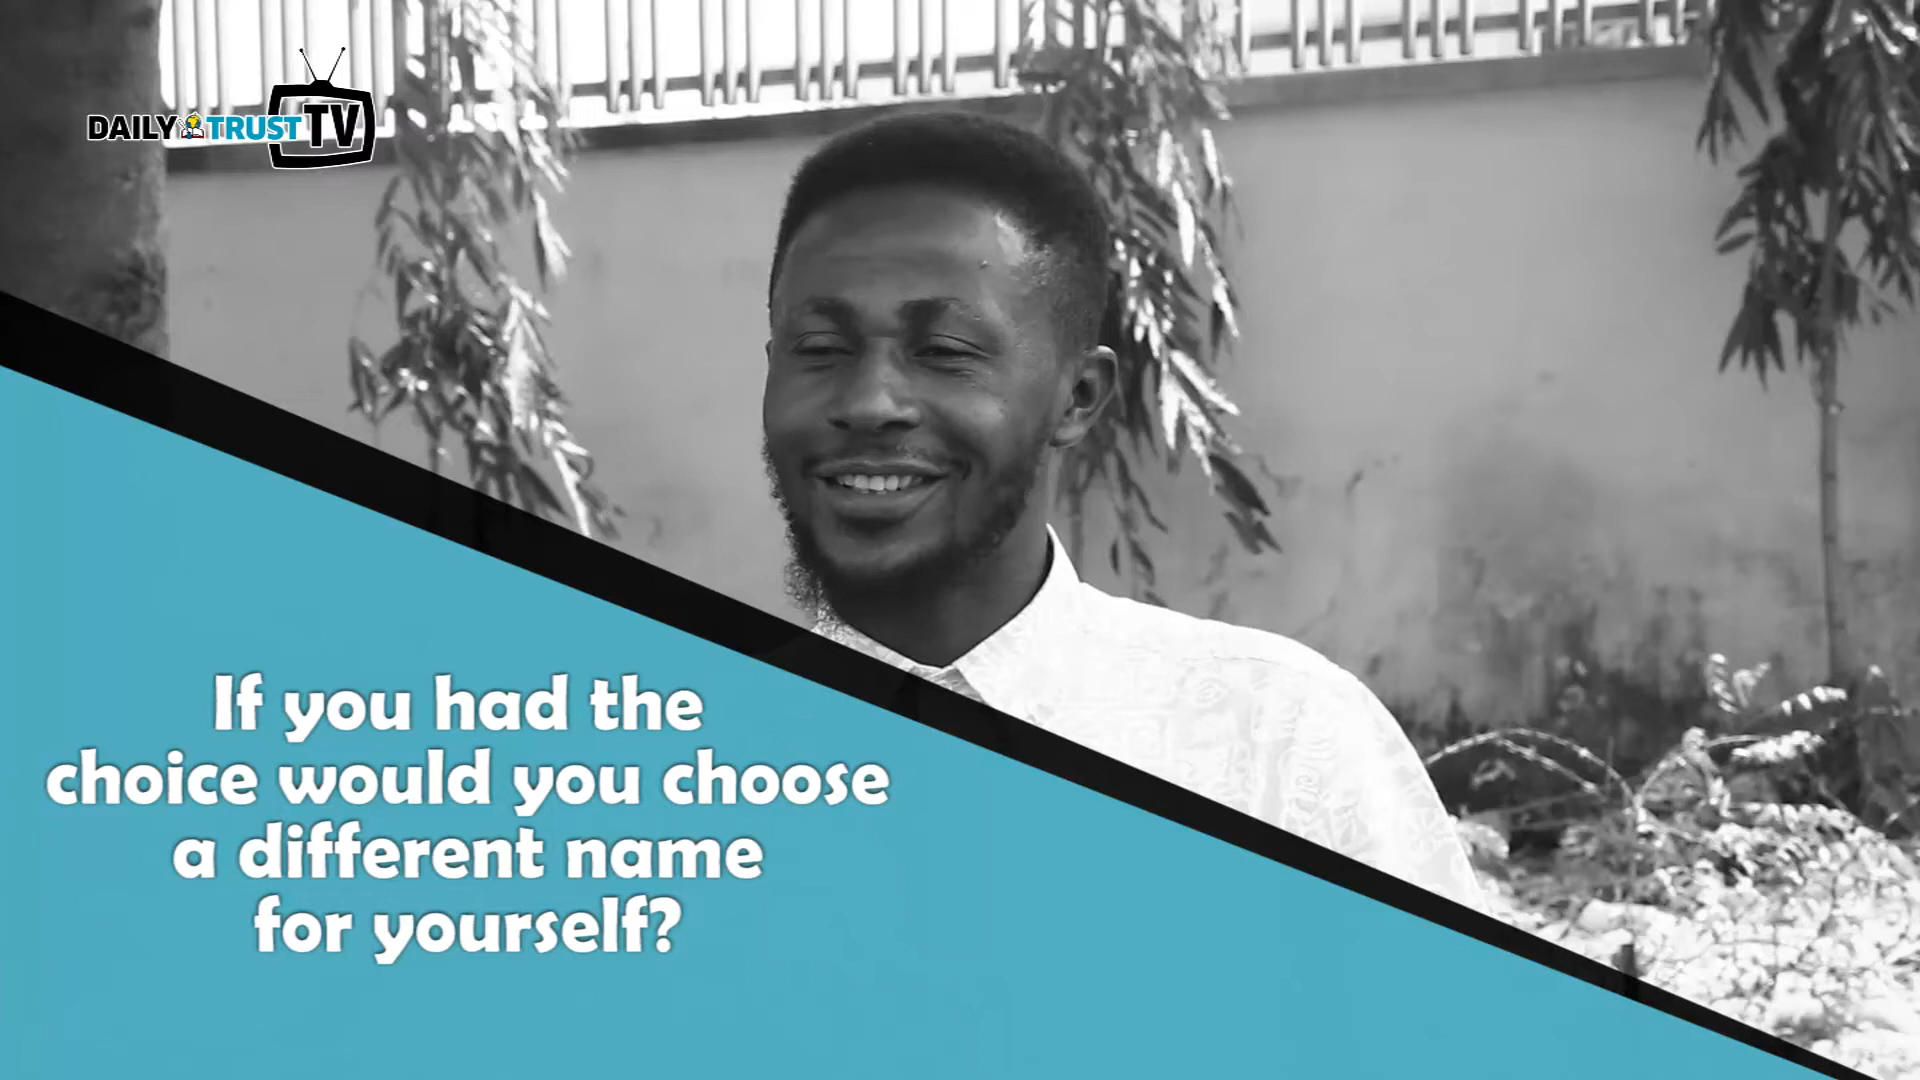 DAILY TRUST TV
If you had the
choice would you choose
a different name
for yourself?